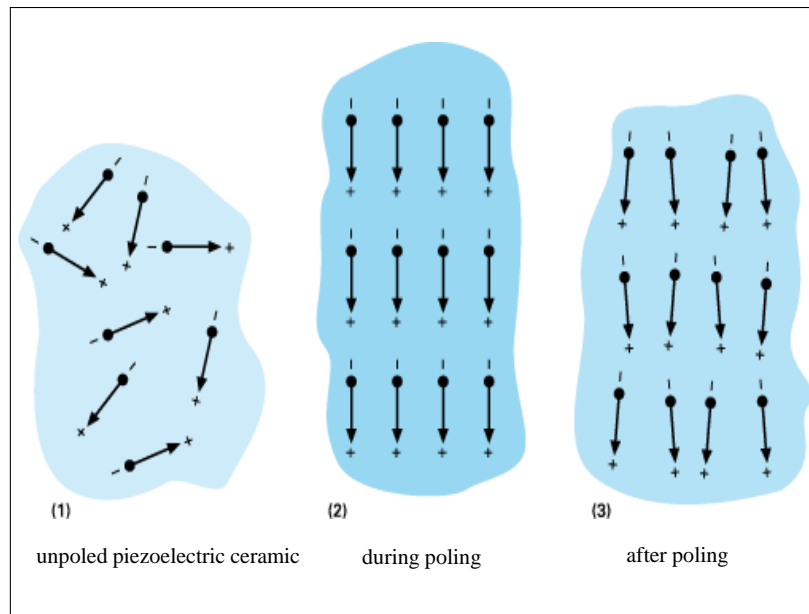 (1) (2) (3)
unpoled piezoelectric ceramic during poling after poling